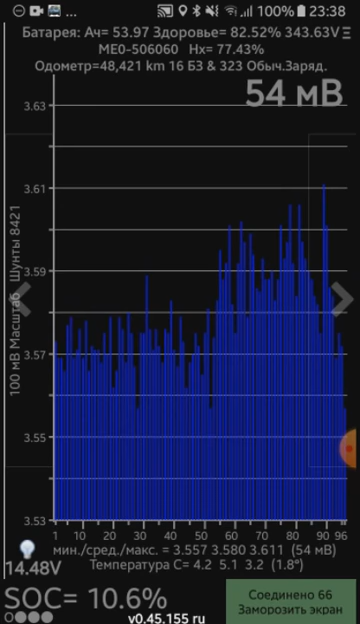 100% 23:38
Батарея: Ач= 53.97 Здоровье= 82.52% 343.63V
ME0-506060 Hx= 77.43%
Одометр=48,421 km 16 БЗ & 323 Обыч.Заряд.
54 мВ
3.63
3.61
3.59
3.57
3.55
3.53
100 мВ Масштаб Шунты 8421
1 5 10 20 30 40 50 60 70 80 90 96
мин./сред./макс. = 3.557 3.580 3.611 (54 мВ)
Температура C= 4.2 5.1 3.2 (1.8°)
14.48V
SOC= 10.6%
Соединено 66
Заморозить экран
v0.45.155 ru